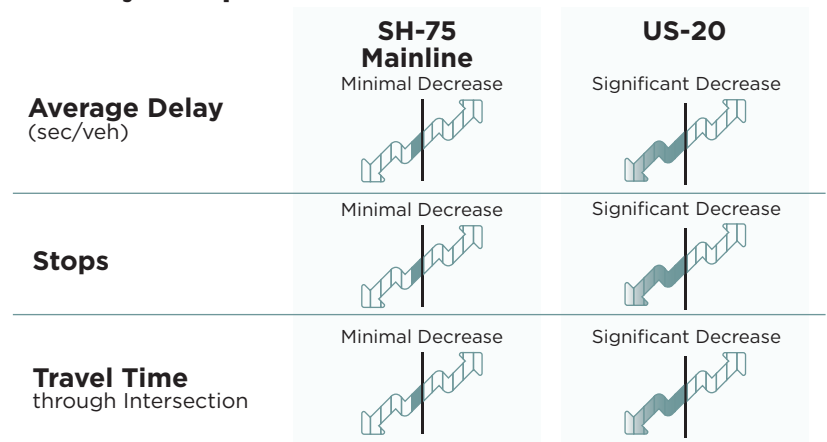 SH-75
Mainline
US-20
Average Delay
(sec/veh)
Minimal Decrease
Significant Decrease
Stops
Minimal Decrease
Significant Decrease
Travel Time
through Intersection
Minimal Decrease
Significant Decrease